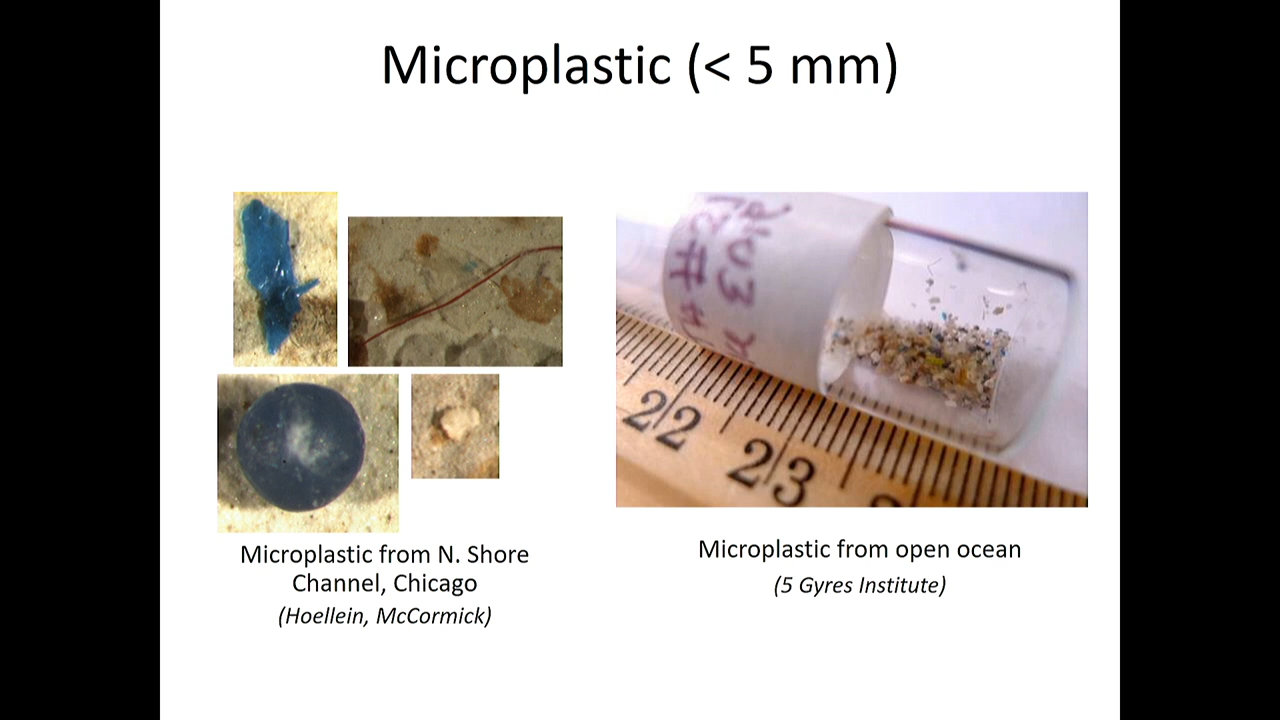 Microplastic (< 5 mm)
22
23
Microplastic from N. Shore
Channel, Chicago
(Hoellein, McCormick)
Microplastic from open ocean
(5 Gyres Institute)